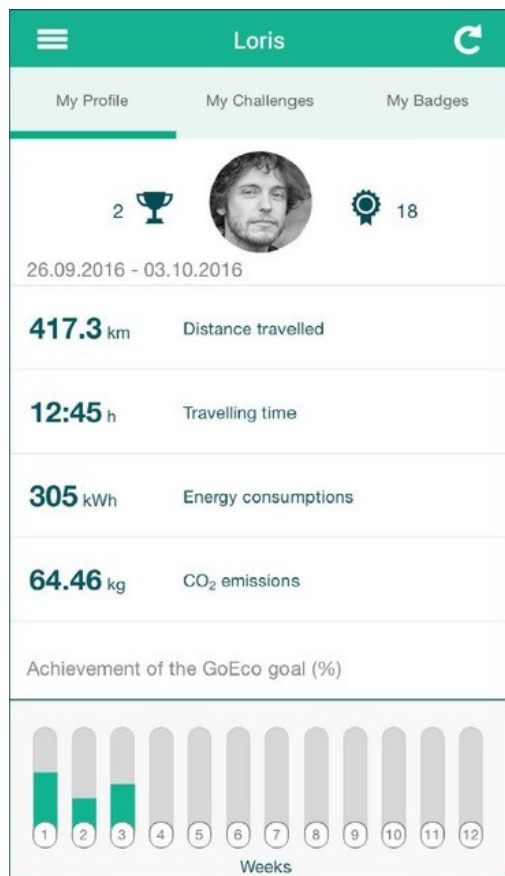 Loris
My Profile My Challenges My Badges
2 18
26.09.2016 - 03.10.2016
417.3 km Distance travelled
12:45 h Travelling time
305 kWh Energy consumptions
64.46 kg CO₂ emissions
Achievement of the GoEco goal (%)
1 2 3 4 5 6 7 8 9 10 11 12
Weeks